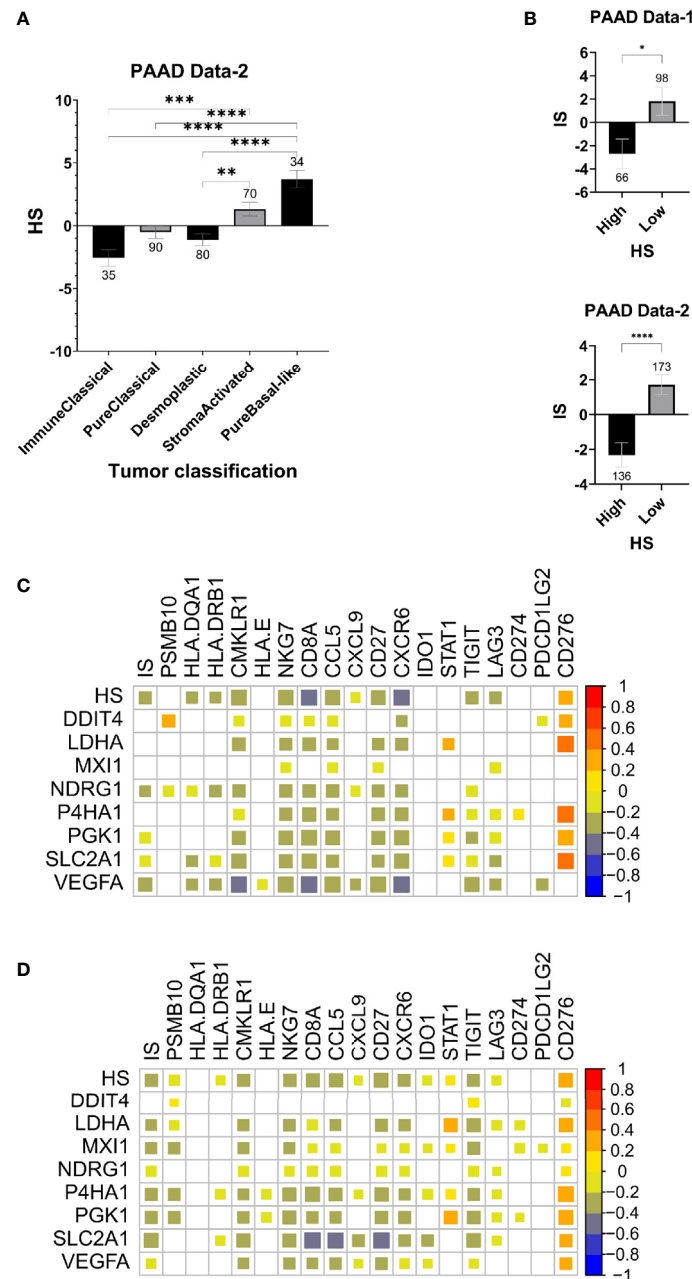 A
PAAD Data-2
10
5
0
-5
-10
HS
***
****
****
****
**
35
90
80
70
34
ImmuneClassical
PureClassical
Desmoplastic
StromaActivated
PureBasal-like
Tumor classification
B
PAAD Data-1
6
4
2
0
-2
-4
-6
IS
*
66
98
High
Low
HS
PAAD Data-2
4
2
0
-2
-4
IS
****
136
173
High
Low
HS
C
IS
PSMB10
HLA.DQA1
HLA.DRB1
CMKLR1
HLA.E
NKG7
CD8A
CCL5
CXCL9
CD27
CXCR6
IDO1
STAT1
TIGIT
LAG3
CD274
PDCD1LG2
CD276
HS
DDIT4
LDHA
MXI1
NDRG1
P4HA1
PGK1
SLC2A1
VEGFA
1
0.8
0.6
0.4
0.2
0
−0.2
−0.4
−0.6
−0.8
−1
D
IS
PSMB10
HLA.DQA1
HLA.DRB1
CMKLR1
HLA.E
NKG7
CD8A
CCL5
CXCL9
CD27
CXCR6
IDO1
STAT1
TIGIT
LAG3
CD274
PDCD1LG2
CD276
HS
DDIT4
LDHA
MXI1
NDRG1
P4HA1
PGK1
SLC2A1
VEGFA
1
0.8
0.6
0.4
0.2
0
−0.2
−0.4
−0.6
−0.8
−1